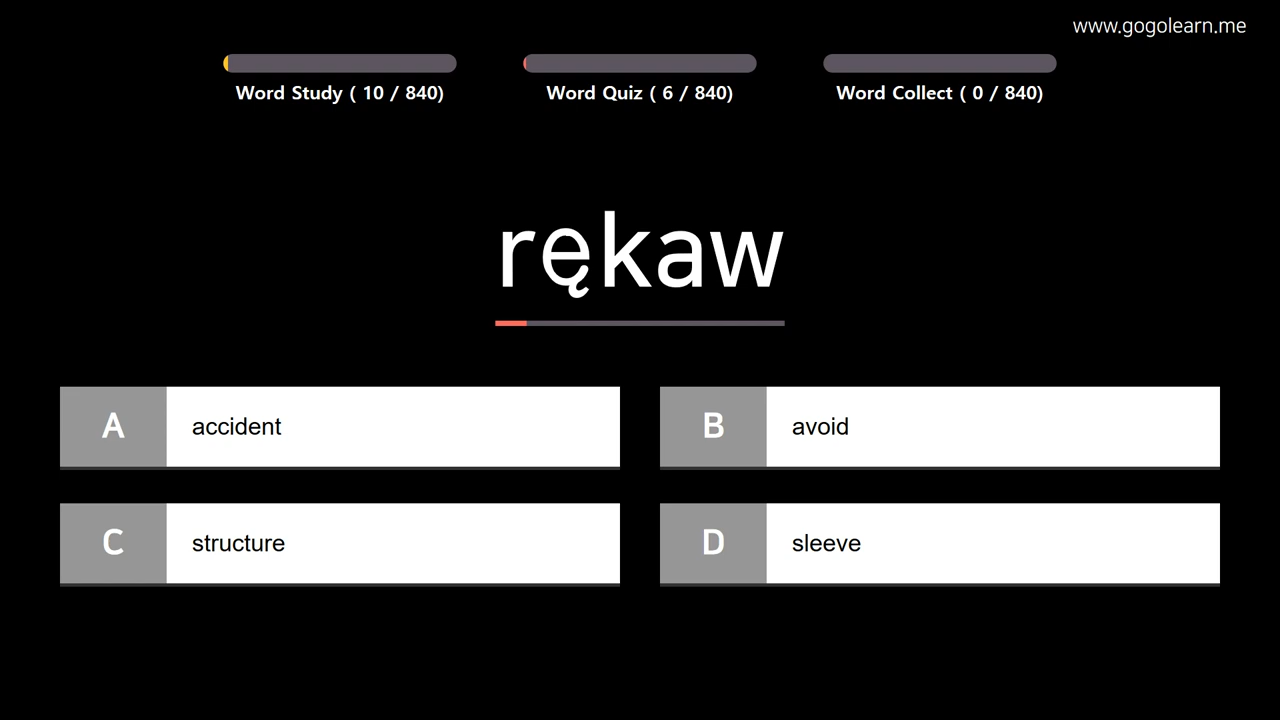 www.gogolearn.me
Word Study ( 10 / 840)
Word Quiz ( 6 / 840)
Word Collect ( 0 / 840)
rękaw
A accident
B avoid
C structure
D sleeve